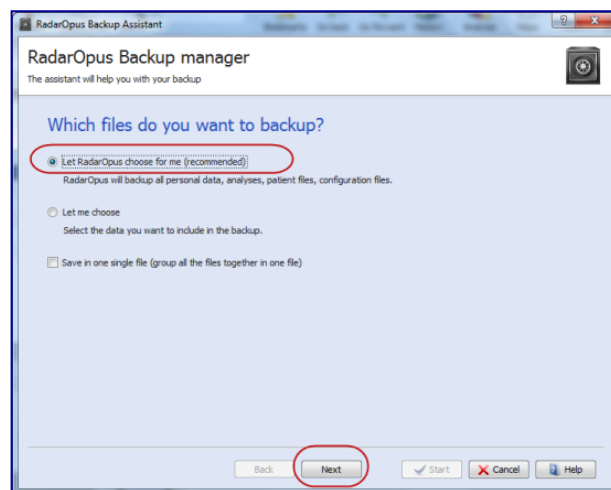 RadarOpus Backup Assistant
RadarOpus Backup manager
The assistant will help you with your backup
Which files do you want to backup?
Let RadarOpus choose for me (recommended)
RadarOpus will backup all personal data, analyses, patient files, configuration files.
Let me choose
Select the data you want to include in the backup.
Save in one single file (group all the files together in one file)
Back Next Start Cancel Help